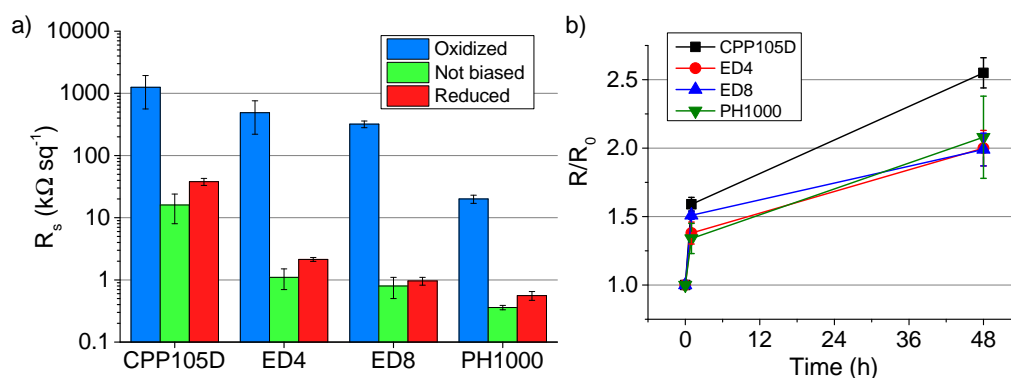 a)
10000
1000
100
10
1
0.1
R_s (kΩ sq⁻¹)
Oxidized
Not biased
Reduced
CPP105D ED4 ED8 PH1000
b)
2.5
2.0
1.5
1.0
R/R₀
CPP105D
ED4
ED8
PH1000
0 12 24 36 48
Time (h)